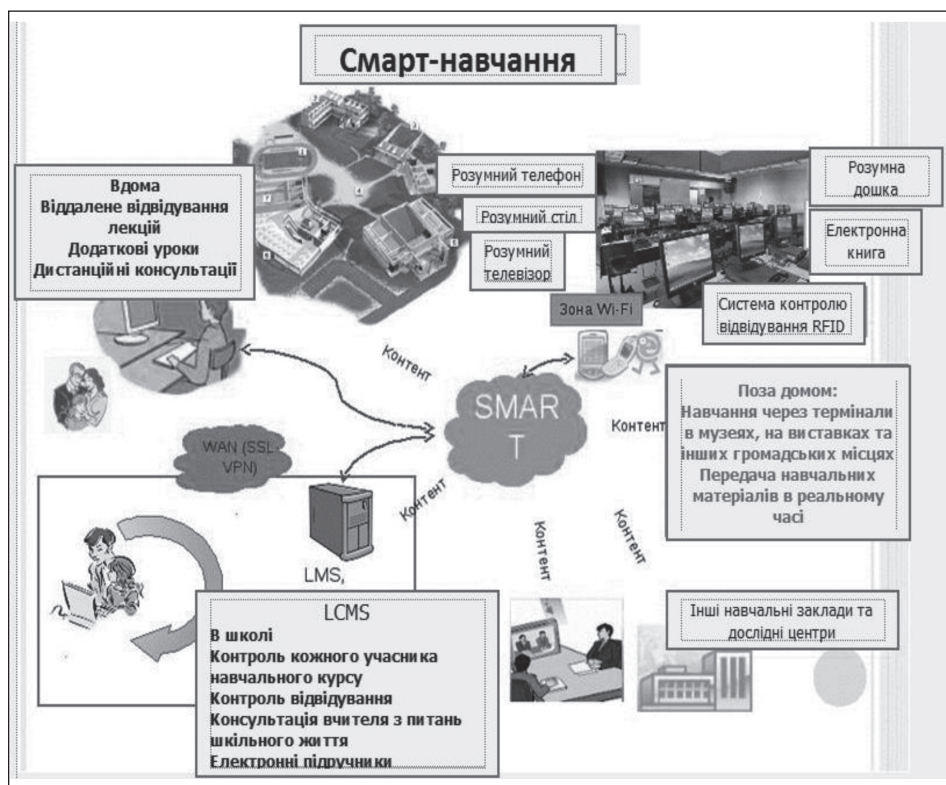 Смарт-навчання
Вдома
Віддалене відвідування
лекцій
Додаткові уроки
Дистанційні консультації
Розумний телефон
Розумний стіл
Розумний
телевізор
Розумна
дошка
Електронна
книга
Зона Wi-Fi
Система контролю
відвідування RFID
Контент
SMAR
T
Контент
Поза домом:
Навчання через термінали
в музеях, на виставках та
інших громадських місцях
Передача навчальних
матеріалів в реальному
часі
WAN (SSL-
VPN)
Контент
Контент
Контент
LMS,
LCMS
В школі
Контроль кожного учасника
навчального курсу
Контроль відвідування
Консультація вчителя з питань
шкільного життя
Електронні підручники
Інші навчальні заклади та
дослідні центри